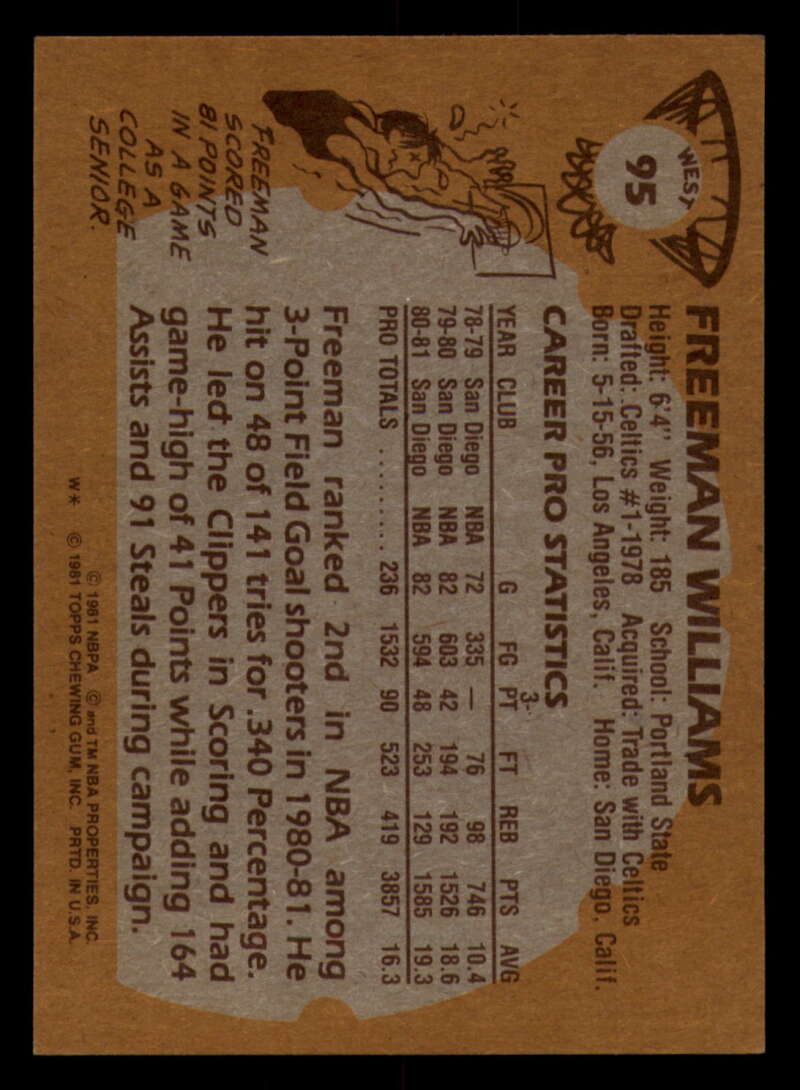 WEST
95
FREEMAN WILLIAMS
Height: 6'4" Weight: 185 School: Portland State
Drafted: Celtics #1-1978 Acquired: Trade with Celtics
Born: 5-15-56, Los Angeles, Calif. Home: San Diego, Calif.
CAREER PRO STATISTICS
YEAR CLUB G FG 3-PT FT REB PTS AVG
78-79 San Diego NBA 72 335 — 76 98 746 10.4
79-80 San Diego NBA 82 603 42 194 192 1526 18.6
80-81 San Diego NBA 82 594 48 253 129 1585 19.3
PRO TOTALS .......... 236 1532 90 523 419 3857 16.3
Freeman ranked 2nd in NBA among
3-Point Field Goal shooters in 1980-81. He
hit on 48 of 141 tries for .340 Percentage.
He led the Clippers in Scoring and had
game-high of 41 Points while adding 164
Assists and 91 Steals during campaign.
FREEMAN
SCORED
81 POINTS
IN A GAME
AS A
COLLEGE
SENIOR.
© 1981 NBPA © and TM NBA PROPERTIES, INC.
W* © 1981 TOPPS CHEWING GUM, INC. PRTD. IN U.S.A.